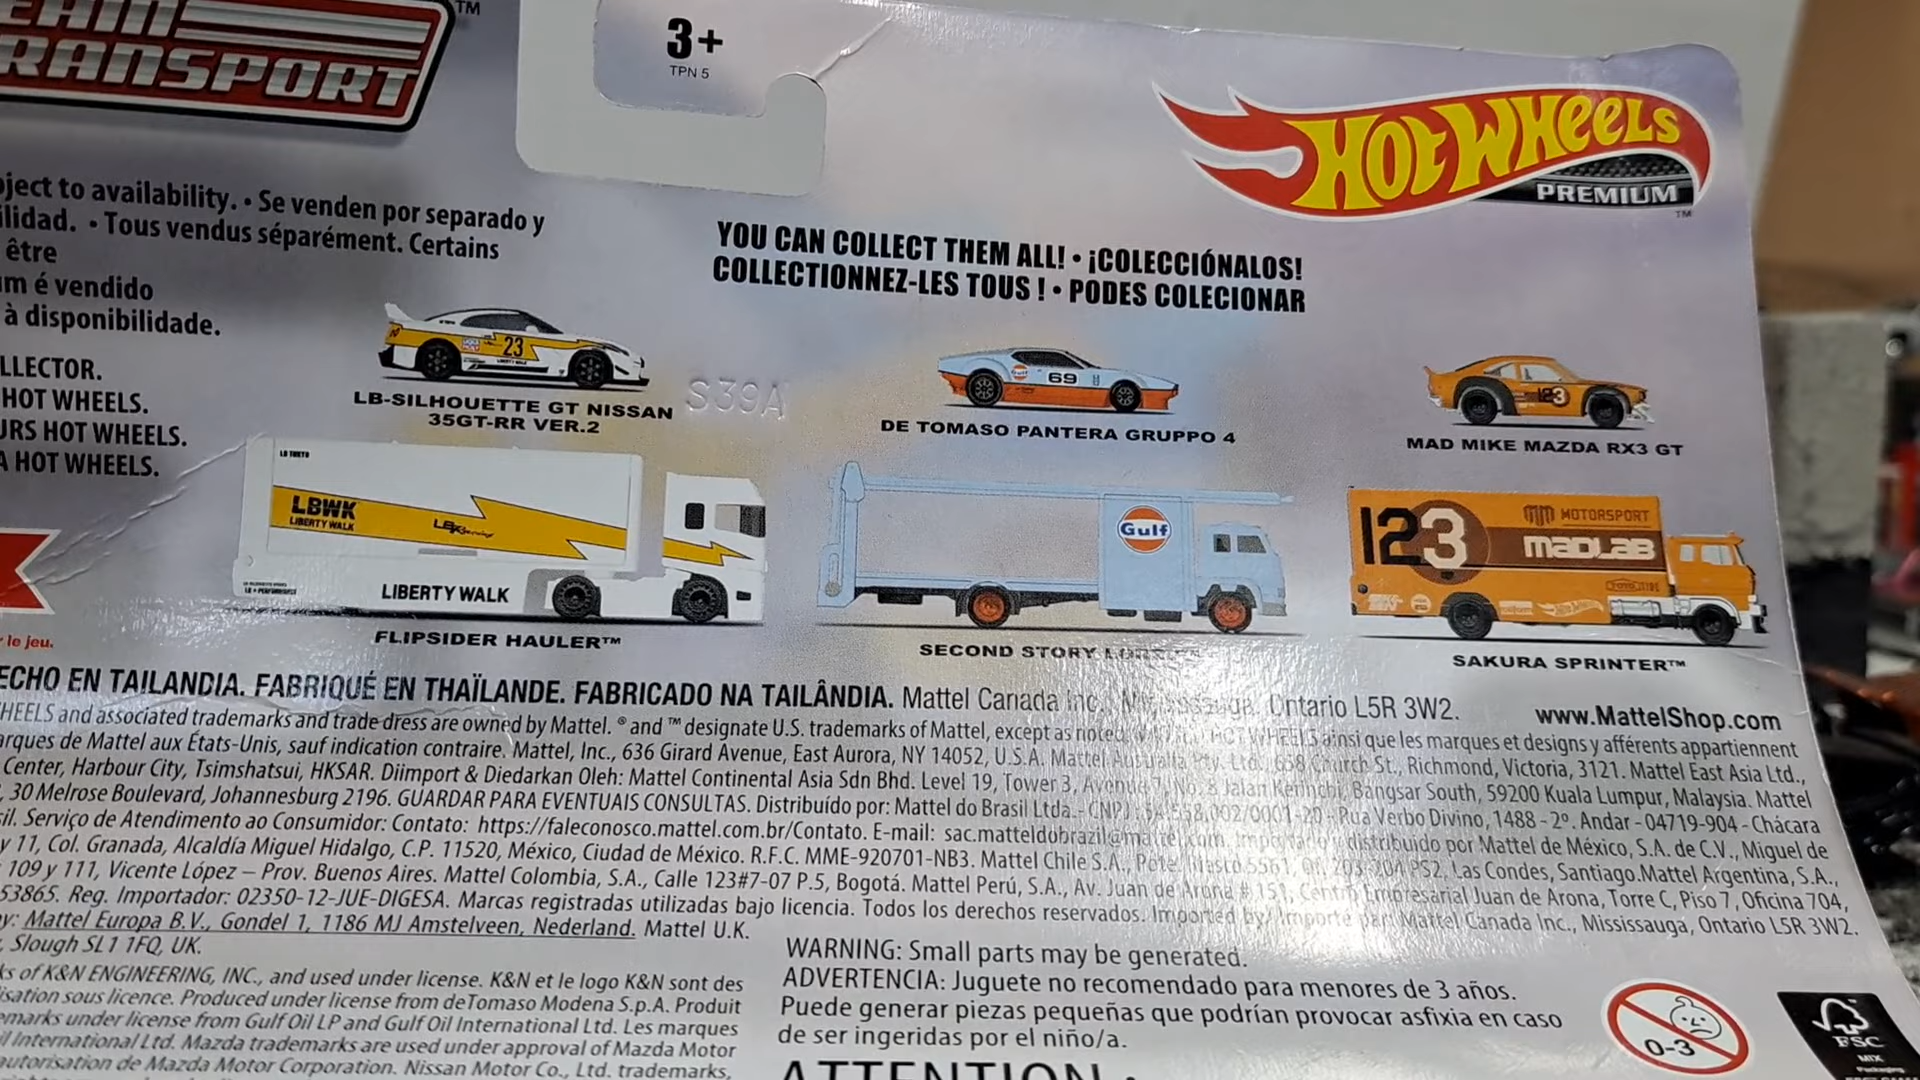 TEAM
TRANSPORT
™
3+
TPN 5
HOT WHEELS
PREMIUM
™
ject to availability. • Se venden por separado y
ilidad. • Tous vendus séparément. Certains
être
m é vendido
à disponibilidade.
LLECTOR.
HOT WHEELS.
URS HOT WHEELS.
A HOT WHEELS.
le jeu.
YOU CAN COLLECT THEM ALL! • ¡COLECCIÓNALOS!
COLLECTIONNEZ-LES TOUS ! • PODES COLECIONAR
23
LB-SILHOUETTE GT NISSAN
35GT-RR VER.2
S39A
Gulf
69
DE TOMASO PANTERA GRUPPO 4
123
MAD MIKE MAZDA RX3 GT
LB TOKYO
LBWK
LIBERTY WALK
LIBERTY WALK
FLIPSIDER HAULER™
Gulf
SECOND STORY
123
MM MOTORSPORT
MADLAB
K&N
Hot Wheels
SAKURA SPRINTER™
ECHO EN TAILANDIA. FABRIQUÉ EN THAÏLANDE. FABRICADO NA TAILÂNDIA. Mattel Canada Inc., Ontario L5R 3W2.
www.MattelShop.com
HEELS and associated trademarks and trade dress are owned by Mattel. ® and ™ designate U.S. trademarks of Mattel, except as noted. HOT WHEELS ainsi que les marques et designs y afférents appartiennent
arques de Mattel aux États-Unis, sauf indication contraire. Mattel, Inc., 636 Girard Avenue, East Aurora, NY 14052, U.S.A. Mattel Australia Pty. Ltd., 658 Church St., Richmond, Victoria, 3121. Mattel East Asia Ltd.,
Center, Harbour City, Tsimshatsui, HKSAR. Diimport & Diedarkan Oleh: Mattel Continental Asia Sdn Bhd. Level 19, Tower 3, Avenue 7, No. 8 Jalan Kerinchi, Bangsar South, 59200 Kuala Lumpur, Malaysia. Mattel
, 30 Melrose Boulevard, Johannesburg 2196. GUARDAR PARA EVENTUAIS CONSULTAS. Distribuído por: Mattel do Brasil Ltda.- CNPJ : 54.558.002/0001-20 - Rua Verbo Divino, 1488 - 2º. Andar - 04719-904 - Chácara
sil. Serviço de Atendimento ao Consumidor: Contato: https://faleconosco.mattel.com.br/Contato. E-mail: sac.matteldobrazil@mattel.com. Importado y distribuido por Mattel de México, S.A. de C.V., Miguel de
y 11, Col. Granada, Alcaldía Miguel Hidalgo, C.P. 11520, México, Ciudad de México. R.F.C. MME-920701-NB3. Mattel Chile S.A., 5561, Of. 203-204 PS2, Las Condes, Santiago.Mattel Argentina, S.A.,
109 y 111, Vicente López – Prov. Buenos Aires. Mattel Colombia, S.A., Calle 123#7-07 P.5, Bogotá. Mattel Perú, S.A., Av. Juan de Arona # 151, Centro Empresarial Juan de Arona, Torre C, Piso 7, Oficina 704,
53865. Reg. Importador: 02350-12-JUE-DIGESA. Marcas registradas utilizadas bajo licencia. Todos los derechos reservados. Imported by/ Importé par: Mattel Canada Inc., Mississauga, Ontario L5R 3W2.
y: Mattel Europa B.V., Gondel 1, 1186 MJ Amstelveen, Nederland. Mattel U.K.
, Slough SL1 1FQ, UK.
ks of K&N ENGINEERING, INC., and used under license. K&N et le logo K&N sont des
isation sous licence. Produced under license from deTomaso Modena S.p.A. Produit
emarks under license from Gulf Oil LP and Gulf Oil International Ltd. Les marques
il International Ltd. Mazda trademarks are used under approval of Mazda Motor
autorisation de Mazda Motor Corporation. Nissan Motor Co., Ltd. trademarks,
WARNING: Small parts may be generated.
ADVERTENCIA: Juguete no recomendado para menores de 3 años.
Puede generar piezas pequeñas que podrían provocar asfixia en caso
de ser ingeridas por el niño/a.
ATTENTION :
0-3
FSC
MIX
Packaging